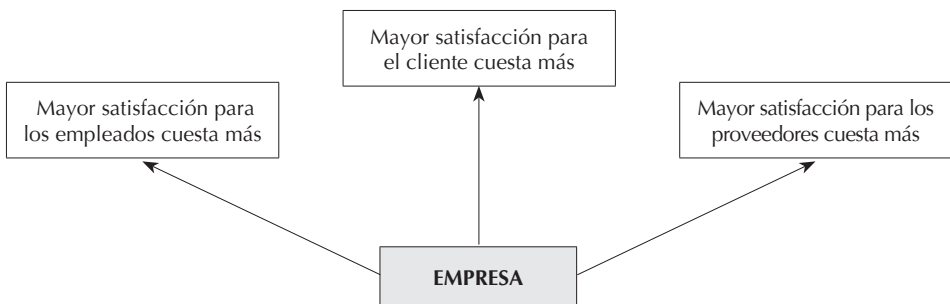 Mayor satisfacción para
el cliente cuesta más
Mayor satisfacción para
los empleados cuesta más
Mayor satisfacción para los
proveedores cuesta más
EMPRESA